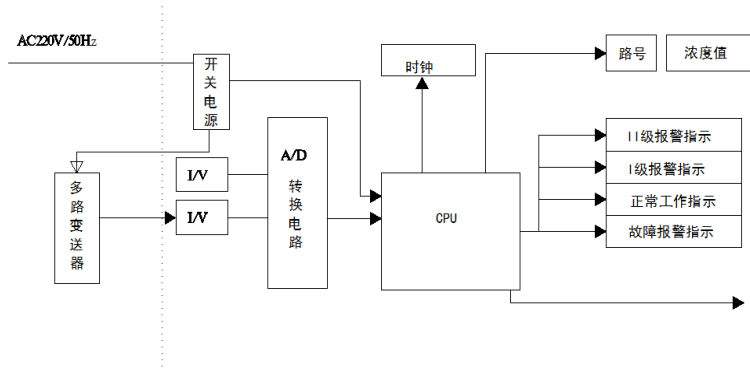 AC220V/50Hz
开关电源
时钟
路号
浓度值
A/D
转换电路
I/V
I/V
多路变送器
CPU
II级报警指示
I级报警指示
正常工作指示
故障报警指示